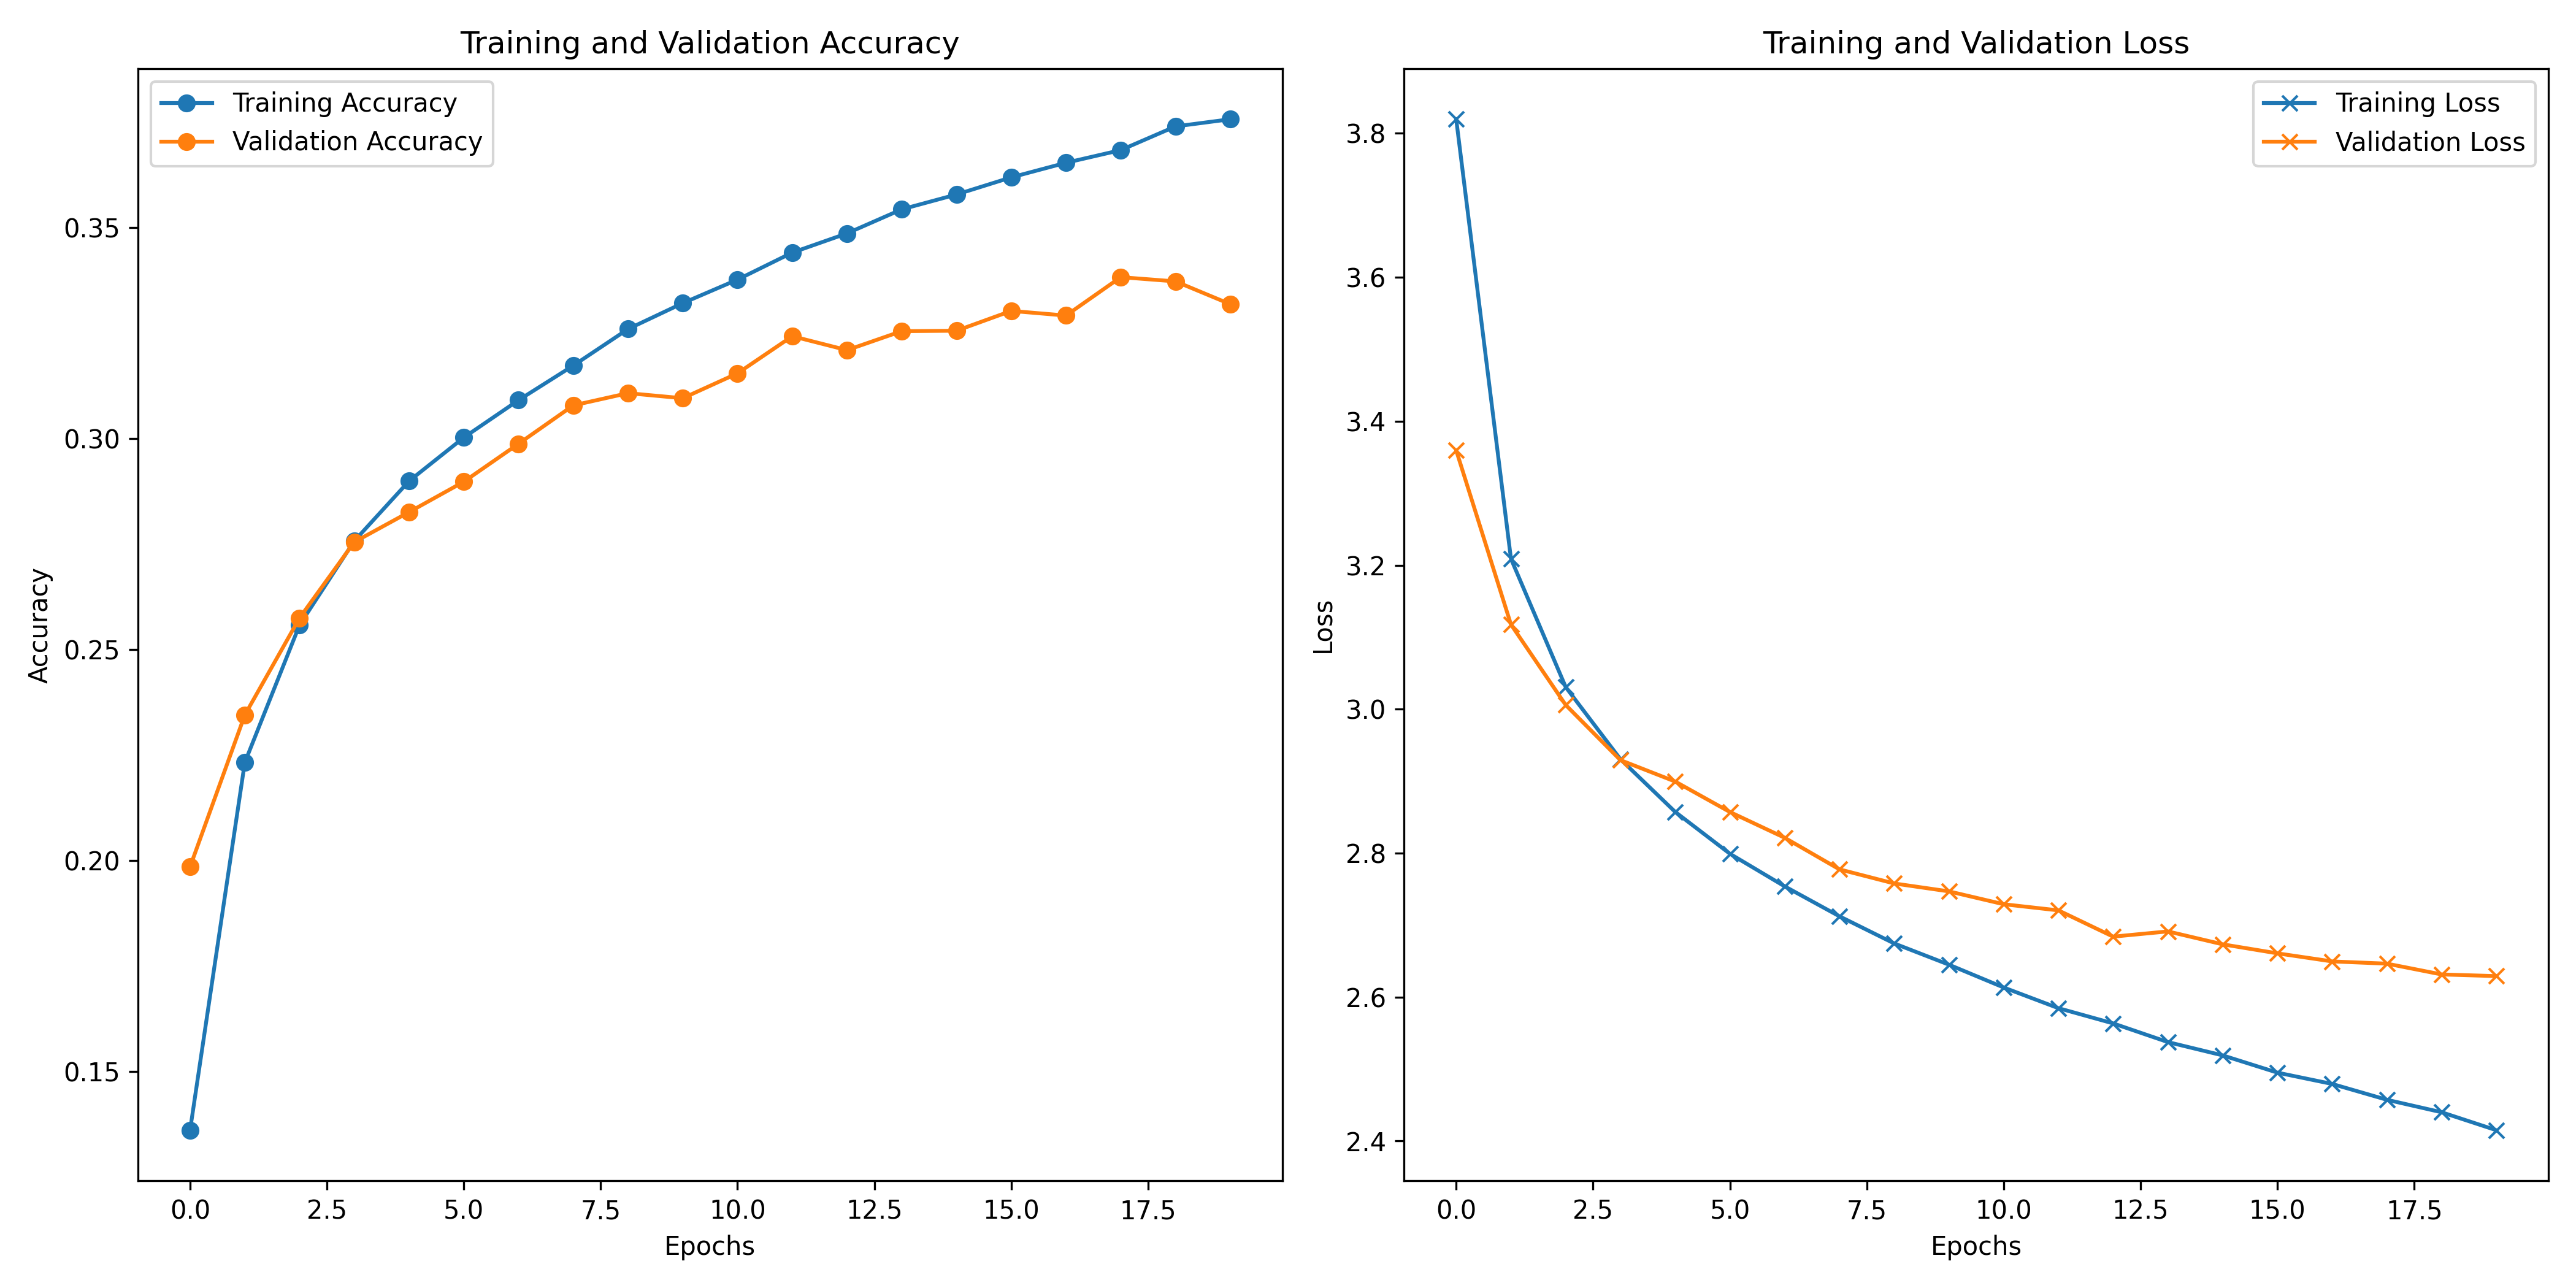 Training and Validation Accuracy
Training Accuracy
Validation Accuracy
0.35
0.30
0.25
0.20
0.15
Accuracy
0.0 2.5 5.0 7.5 10.0 12.5 15.0 17.5
Epochs
Training and Validation Loss
Training Loss
Validation Loss
3.8
3.6
3.4
3.2
3.0
2.8
2.6
2.4
Loss
0.0 2.5 5.0 7.5 10.0 12.5 15.0 17.5
Epochs